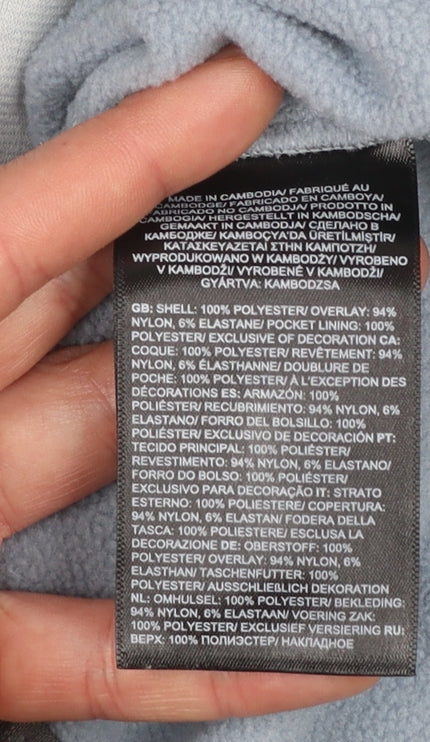 MADE IN CAMBODIA/ FABRIQUÉ AU
CAMBODGE/ FABRICADO EN CAMBOYA/
FABRICADO NO CAMBODJA/ PRODOTTO IN
CAMBOGIA/ HERGESTELLT IN KAMBODSCHA/
GEMAAKT IN CAMBODJA/ СДЕЛАНО В
КАМБОДЖЕ/ KAMBOÇYA'DA ÜRETİLMİŞTİR/
ΚΑΤΑΣΚΕΥΑΖΕΤΑΙ ΣΤΗΝ ΚΑΜΠΟΤΖΗ/
WYPRODUKOWANO W KAMBODŻY/ VYROBENO
V KAMBODŽI/ VYROBENÉ V KAMBODŽI/
GYÁRTVA: KAMBODZSA
GB: SHELL: 100% POLYESTER/ OVERLAY: 94%
NYLON, 6% ELASTANE/ POCKET LINING: 100%
POLYESTER/ EXCLUSIVE OF DECORATION CA:
COQUE: 100% POLYESTER/ REVÊTEMENT: 94%
NYLON, 6% ÉLASTHANNE/ DOUBLURE DE
POCHE: 100% POLYESTER/ À L'EXCEPTION DES
DÉCORATIONS ES: ARMAZÓN: 100%
POLIÉSTER/ RECUBRIMIENTO: 94% NYLON, 6%
ELASTANO/ FORRO DEL BOLSILLO: 100%
POLIÉSTER/ EXCLUSIVO DE DECORACIÓN PT:
TECIDO PRINCIPAL: 100% POLIÉSTER/
REVESTIMENTO: 94% NYLON, 6% ELASTANO/
FORRO DO BOLSO: 100% POLIÉSTER/
EXCLUSIVO PARA DECORAÇÃO IT: STRATO
ESTERNO: 100% POLIESTERE/ COPERTURA:
94% NYLON, 6% ELASTAN/ FODERA DELLA
TASCA: 100% POLIESTERE/ ESCLUSA LA
DECORAZIONE DE: OBERSTOFF: 100%
POLYESTER/ OVERLAY: 94% NYLON, 6%
ELASTHAN/ TASCHENFUTTER: 100%
POLYESTER/ AUSSCHLIEßLICH DEKORATION
NL: OMHULSEL: 100% POLYESTER/ BEKLEDING:
94% NYLON, 6% ELASTAAN/ VOERING ZAK:
100% POLYESTER/ EXCLUSIEF VERSIERING RU:
ВЕРХ: 100% ПОЛИЭСТЕР/ НАКЛАДНОЕ